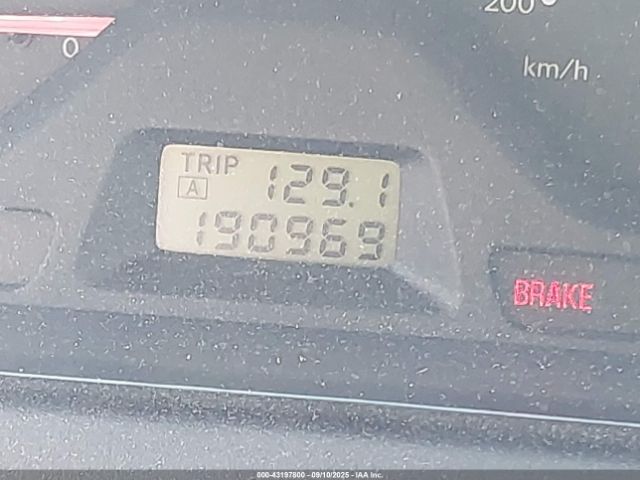 200
0
km/h
TRIP 129.1
A
190969
BRAKE
000-43197800 - 09/10/2025 - IAA Inc.